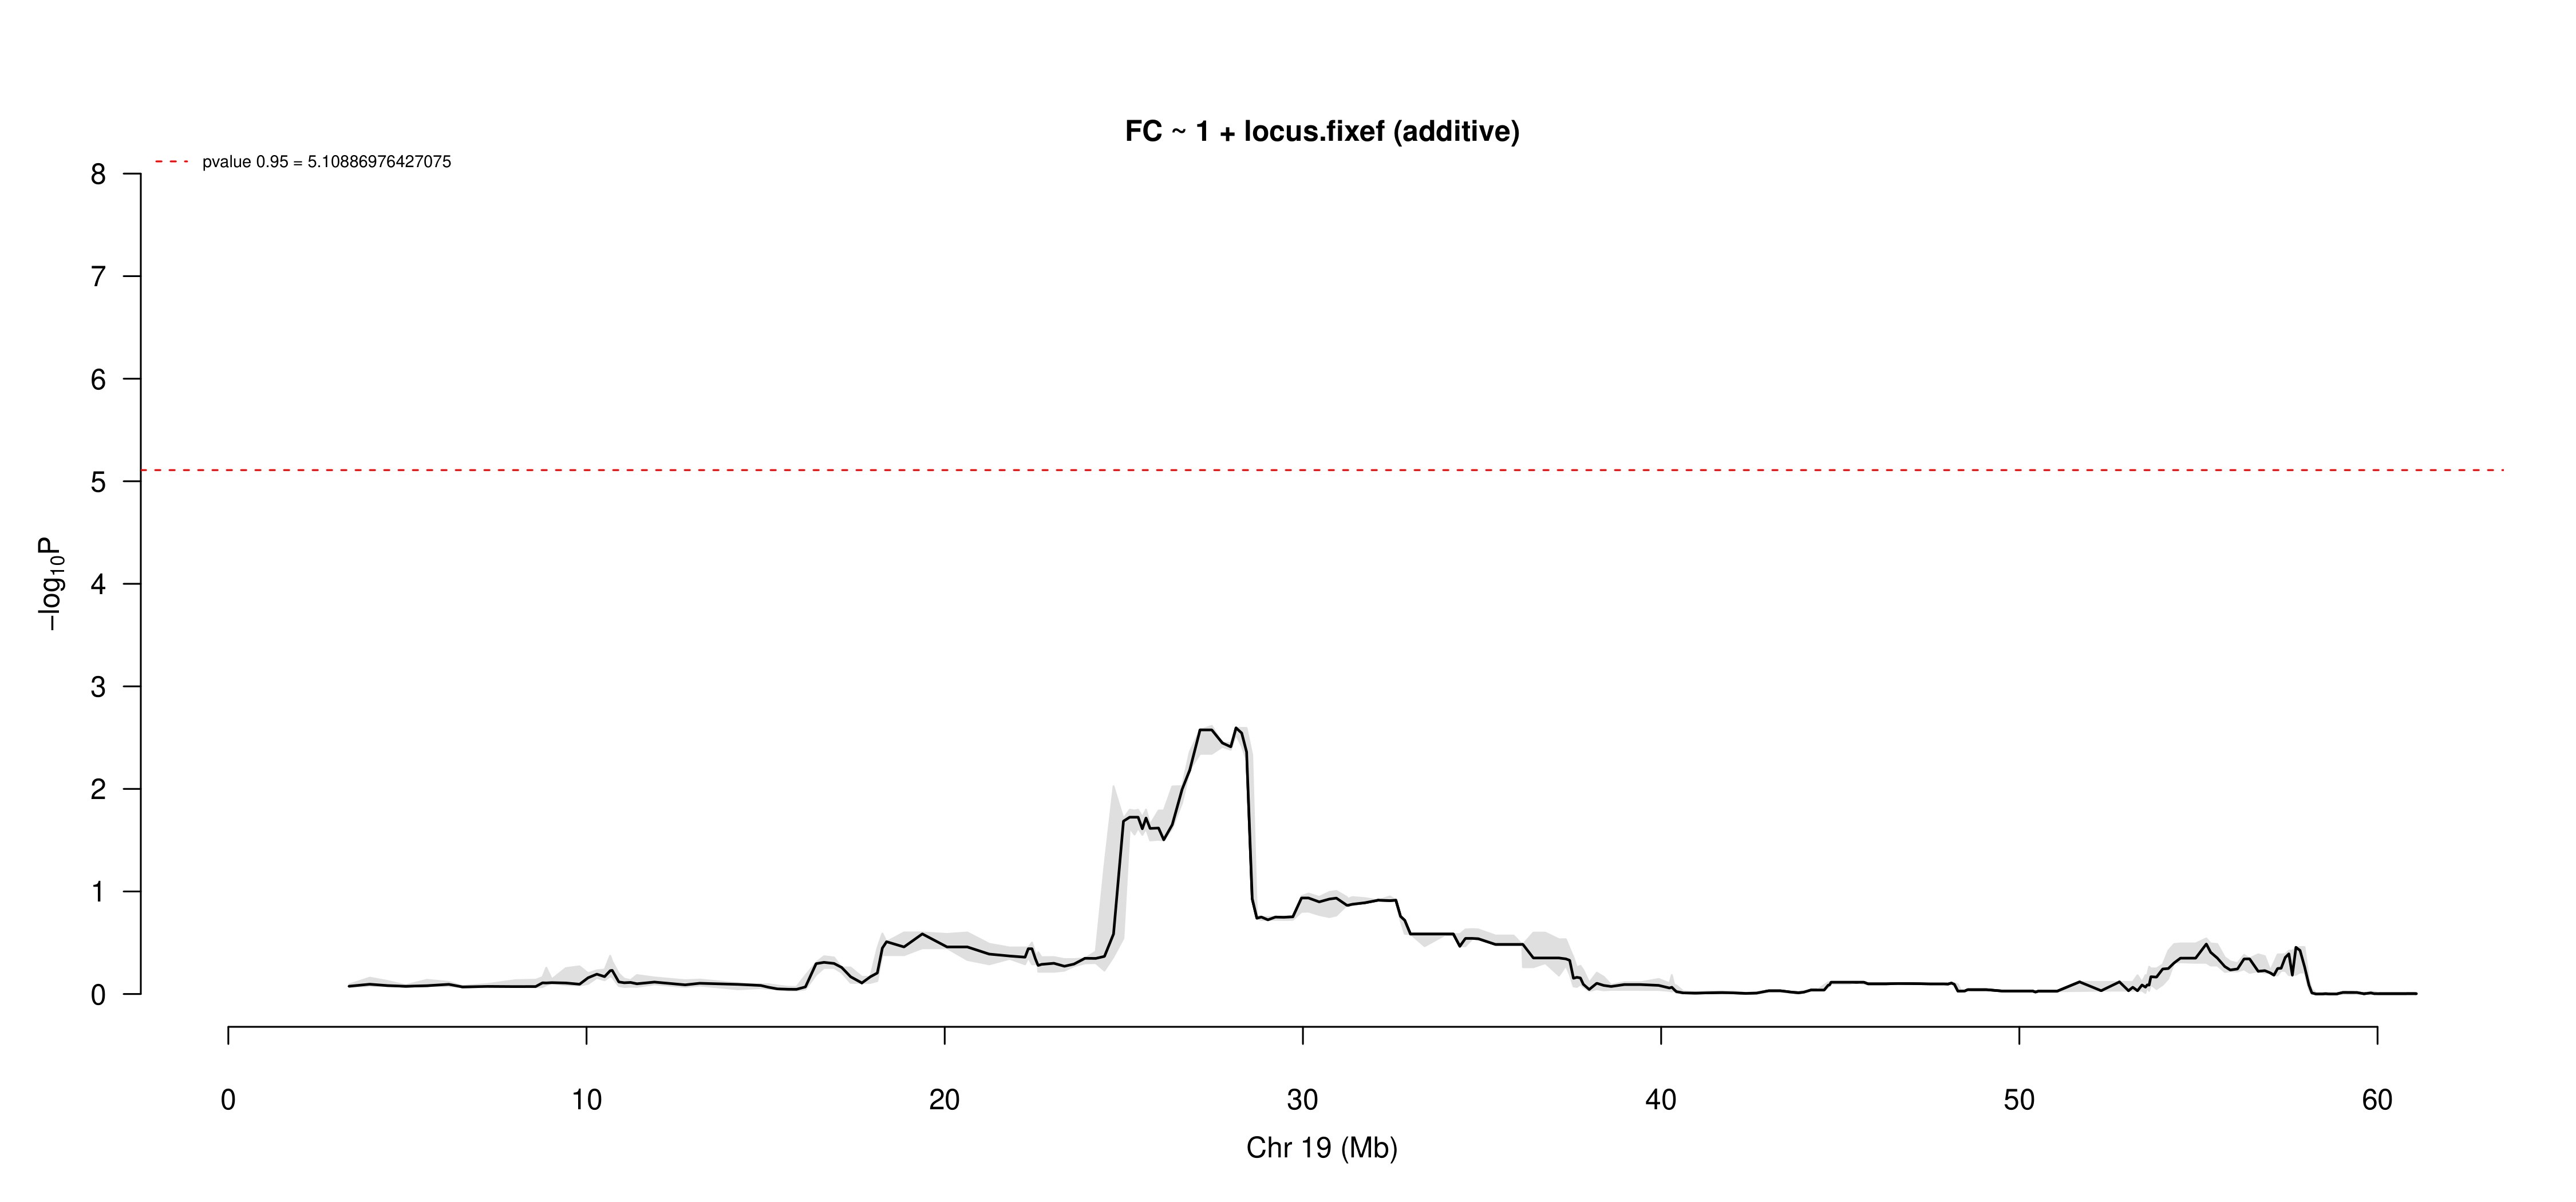 FC ~ 1 + locus.fixef (additive)
pvalue 0.95 = 5.10886976427075
8
7
6
5
4
3
2
1
0
−log10P
0 10 20 30 40 50 60
Chr 19 (Mb)